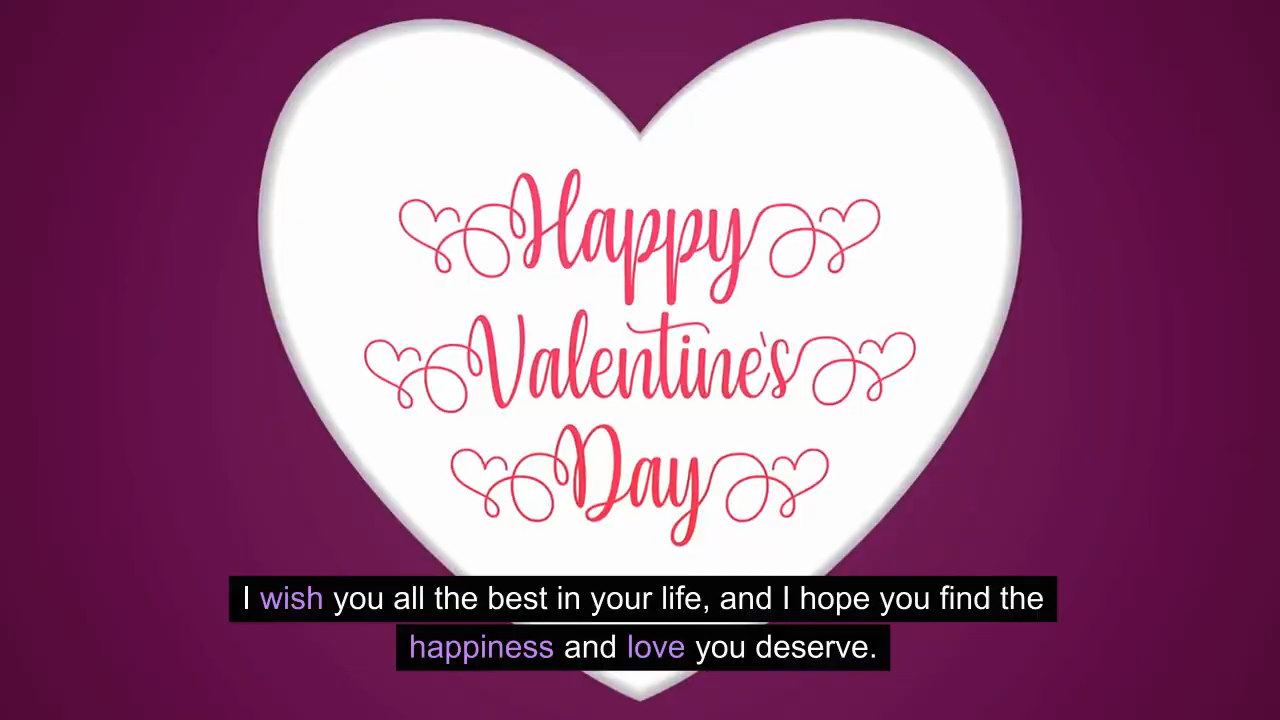 Happy
Valentine's
Day
I wish you all the best in your life, and I hope you find the
happiness and love you deserve.